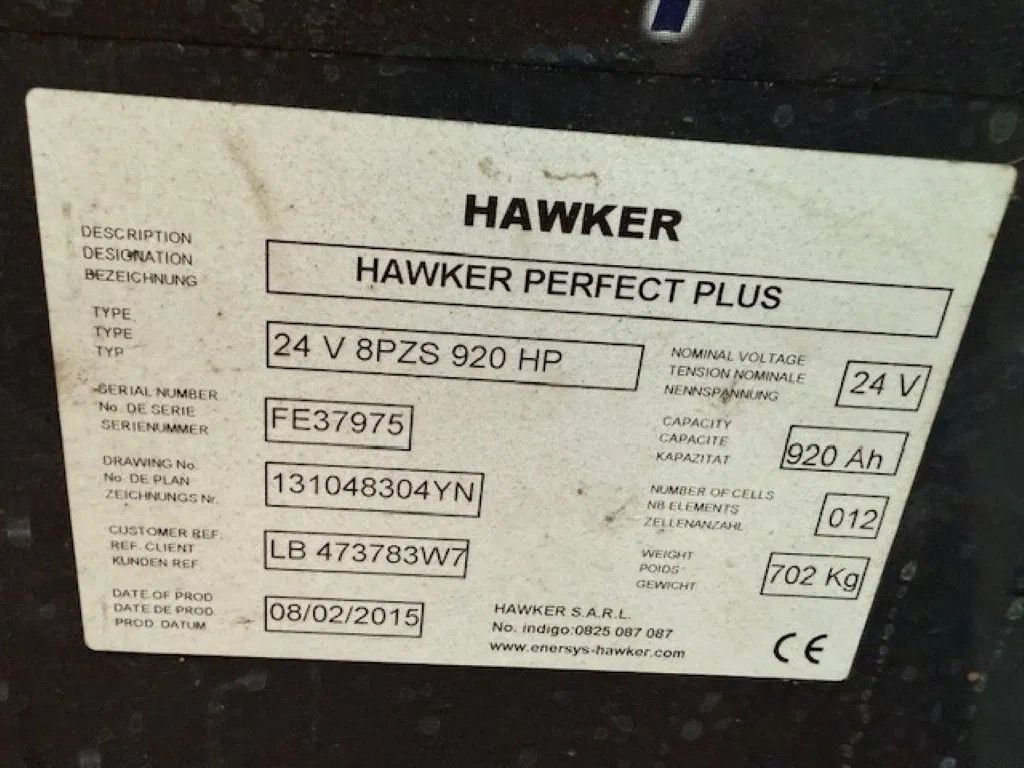 HAWKER
DESCRIPTION
DESIGNATION
BEZEICHNUNG
HAWKER PERFECT PLUS
TYPE
TYPE
TYP
24 V 8PZS 920 HP
NOMINAL VOLTAGE
TENSION NOMINALE
NENNSPANNUNG
24 V
SERIAL NUMBER
No. DE SERIE
SERIENUMMER
FE37975
CAPACITY
CAPACITE
KAPAZITAT
920 Ah
DRAWING No.
No. DE PLAN
ZEICHNUNGS Nr.
131048304YN
NUMBER OF CELLS
NB ELEMENTS
ZELLENANZAHL
012
CUSTOMER REF.
REF. CLIENT
KUNDEN REF
LB 473783W7
WEIGHT
POIDS
GEWICHT
702 Kg
DATE OF PROD
DATE DE PROD.
PROD DATUM
08/02/2015
HAWKER S.A.R.L.
No. indigo:0825 087 087
www.enersys-hawker.com
CE